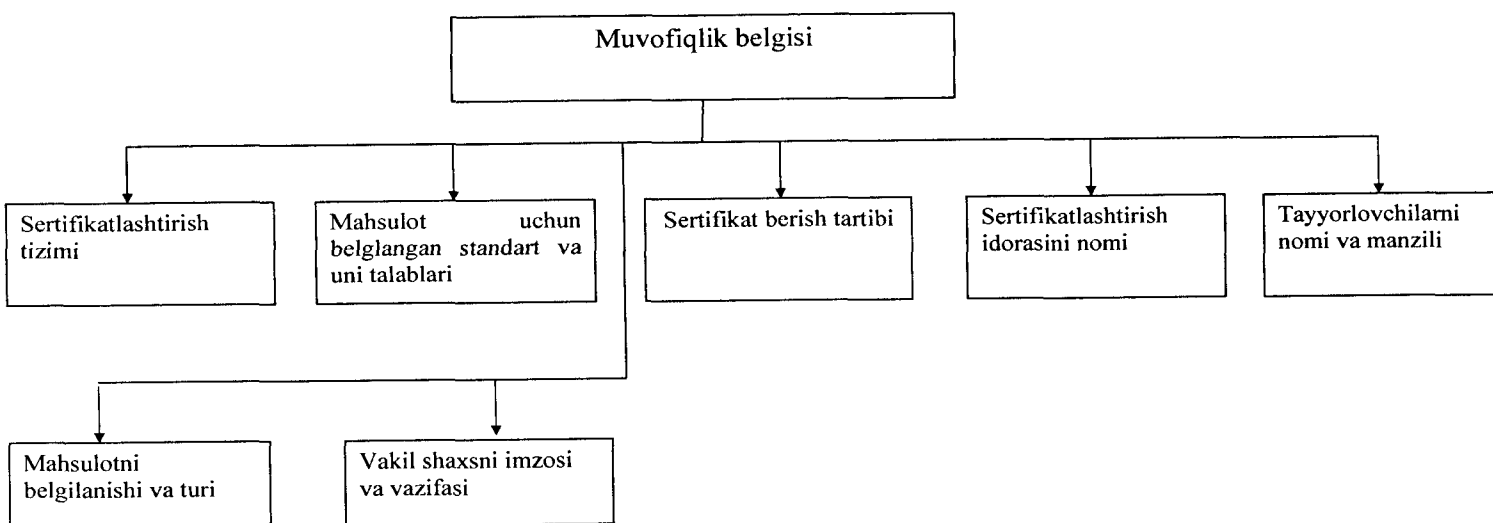 Muvofiqlik belgisi
Sertifikatlashtirish
tizimi
Mahsulot uchun
belglangan standart va
uni talablari
Sertifikat berish tartibi
Sertifikatlashtirish
idorasini nomi
Tayyorlovchilarni
nomi va manzili
Mahsulotni
belgilanishi va turi
Vakil shaxsni imzosi
va vazifasi